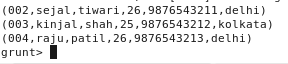 (002,sejal,tiwari,26,9876543211,delhi)
(003,kinjal,shah,25,9876543212,kolkata)
(004,raju,patil,26,9876543213,delhi)
grunt>